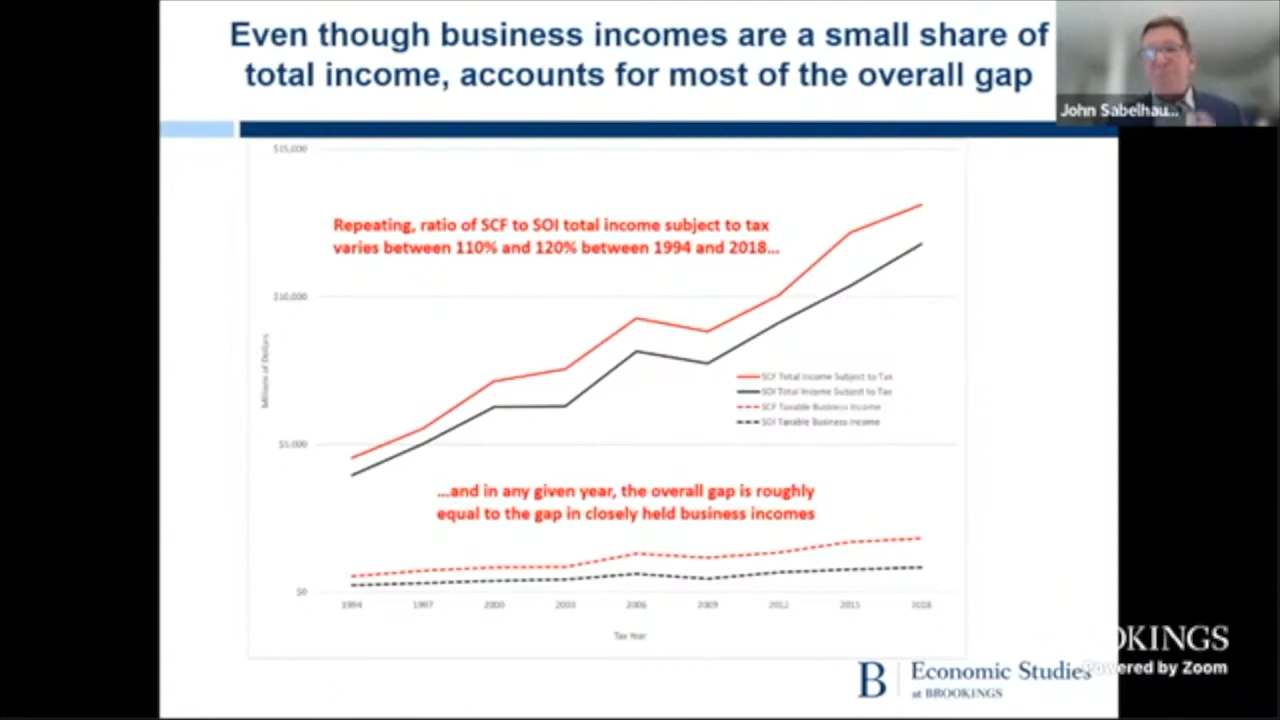 Even though business incomes are a small share of
total income, accounts for most of the overall gap
John Sabelhau...
$15,000
Repeating, ratio of SCF to SOI total income subject to tax
varies between 110% and 120% between 1994 and 2018...
$10,000
Millions of Dollars
SCF Total Income Subject to Tax
SOI Total Income Subject to Tax
SCF Taxable Business Income
SOI Taxable Business Income
$5,000
...and in any given year, the overall gap is roughly
equal to the gap in closely held business incomes
$0
1994 1997 2000 2003 2006 2009 2012 2015 2018
Tax Year
OKINGS
Powered by Zoom
B Economic Studies
at BROOKINGS